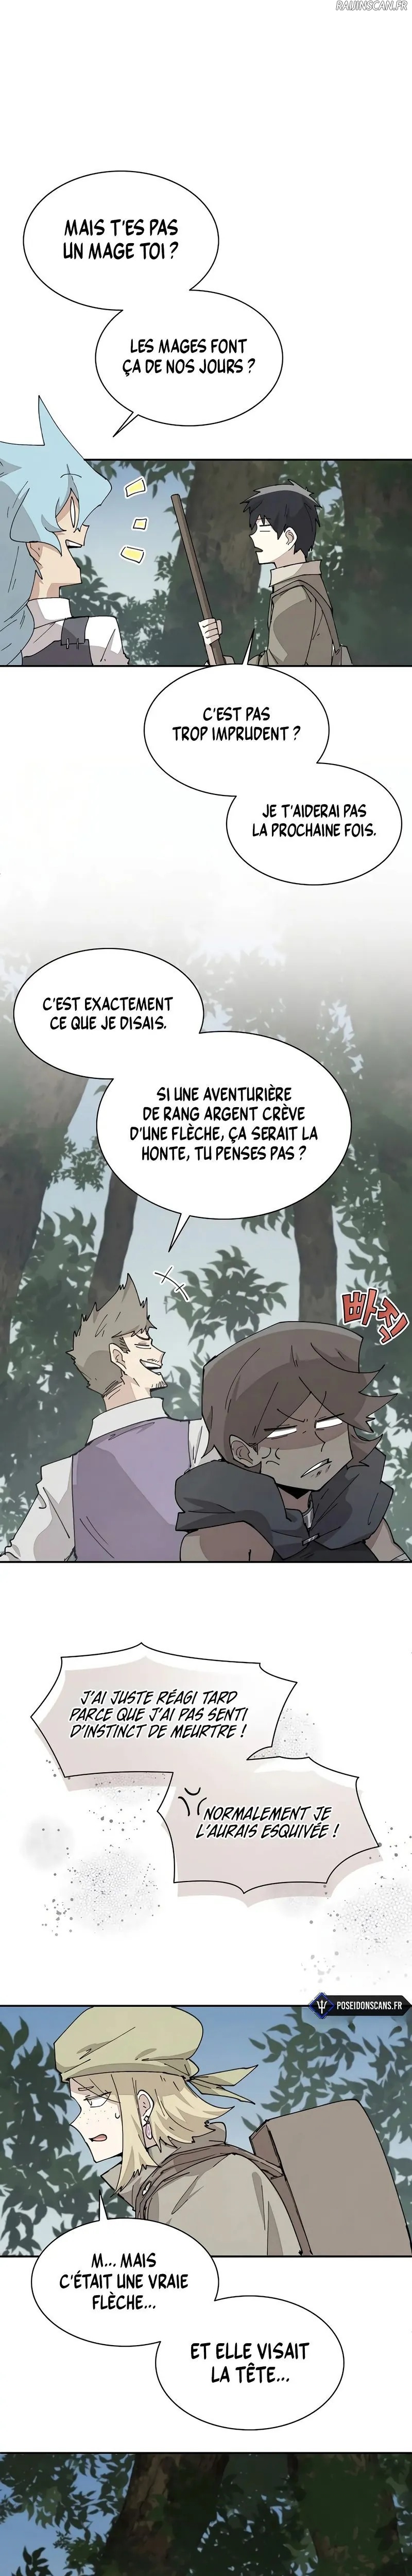 RAIJINSCAN.FR
MAIS T'ES PAS
UN MAGE TOI ?
LES MAGES FONT
ÇA DE NOS JOURS ?
C'EST PAS
TROP IMPRUDENT ?
JE T'AIDERAI PAS
LA PROCHAINE FOIS.
C'EST EXACTEMENT
CE QUE JE DISAIS.
SI UNE AVENTURIÈRE
DE RANG ARGENT CRÈVE
D'UNE FLÈCHE, ÇA SERAIT LA
HONTE, TU PENSES PAS ?
빠직
J'AI JUSTE RÉAGI TARD
PARCE QUE J'AI PAS SENTI
D'INSTINCT DE MEURTRE !
NORMALEMENT JE
L'AURAIS ESQUIVÉE !
POSEIDONSCANS.FR
M... MAIS
C'ÉTAIT UNE VRAIE
FLÈCHE...
ET ELLE VISAIT
LA TÊTE...